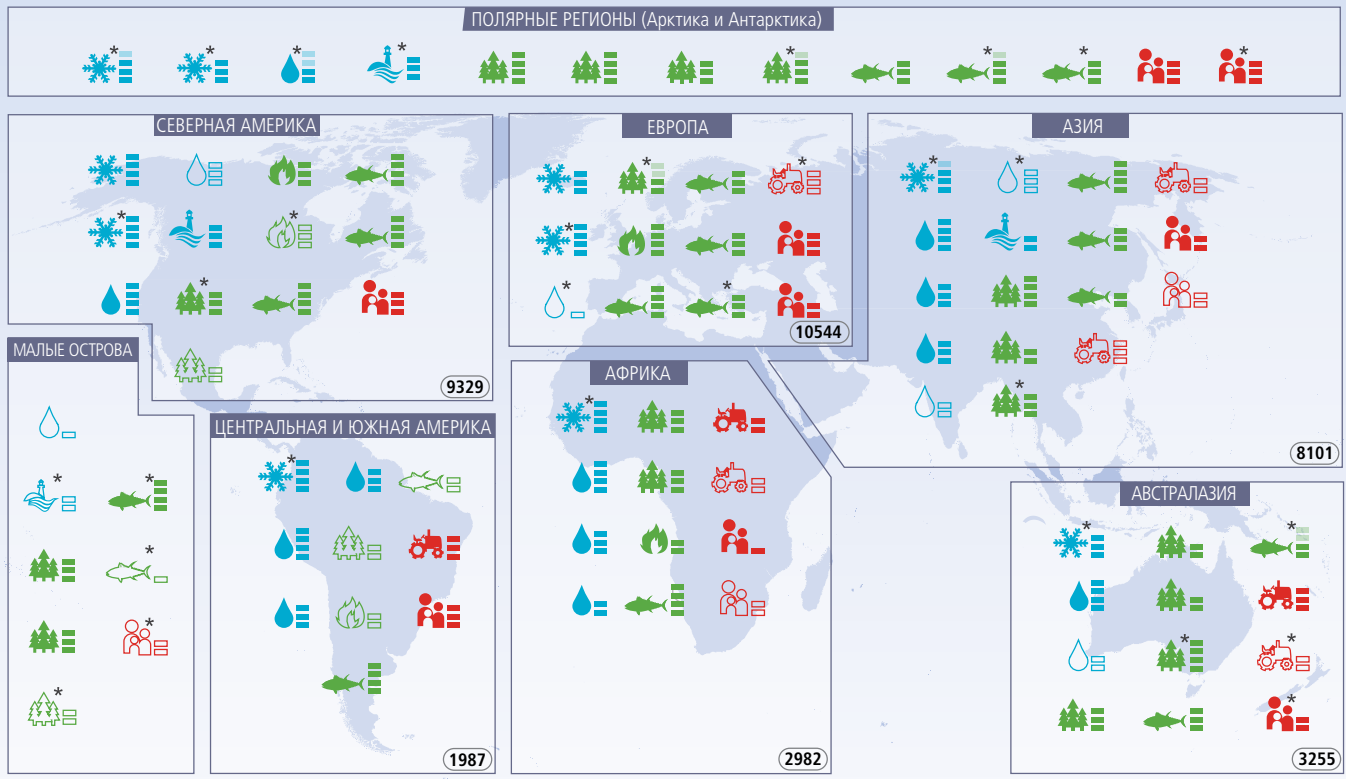 ПОЛЯРНЫЕ РЕГИОНЫ (Арктика и Антарктика)
СЕВЕРНАЯ АМЕРИКА
ЕВРОПА
АЗИЯ
10544
МАЛЫЕ ОСТРОВА
9329
АФРИКА
ЦЕНТРАЛЬНАЯ И ЮЖНАЯ АМЕРИКА
8101
АВСТРАЛАЗИЯ
1987
2982
3255